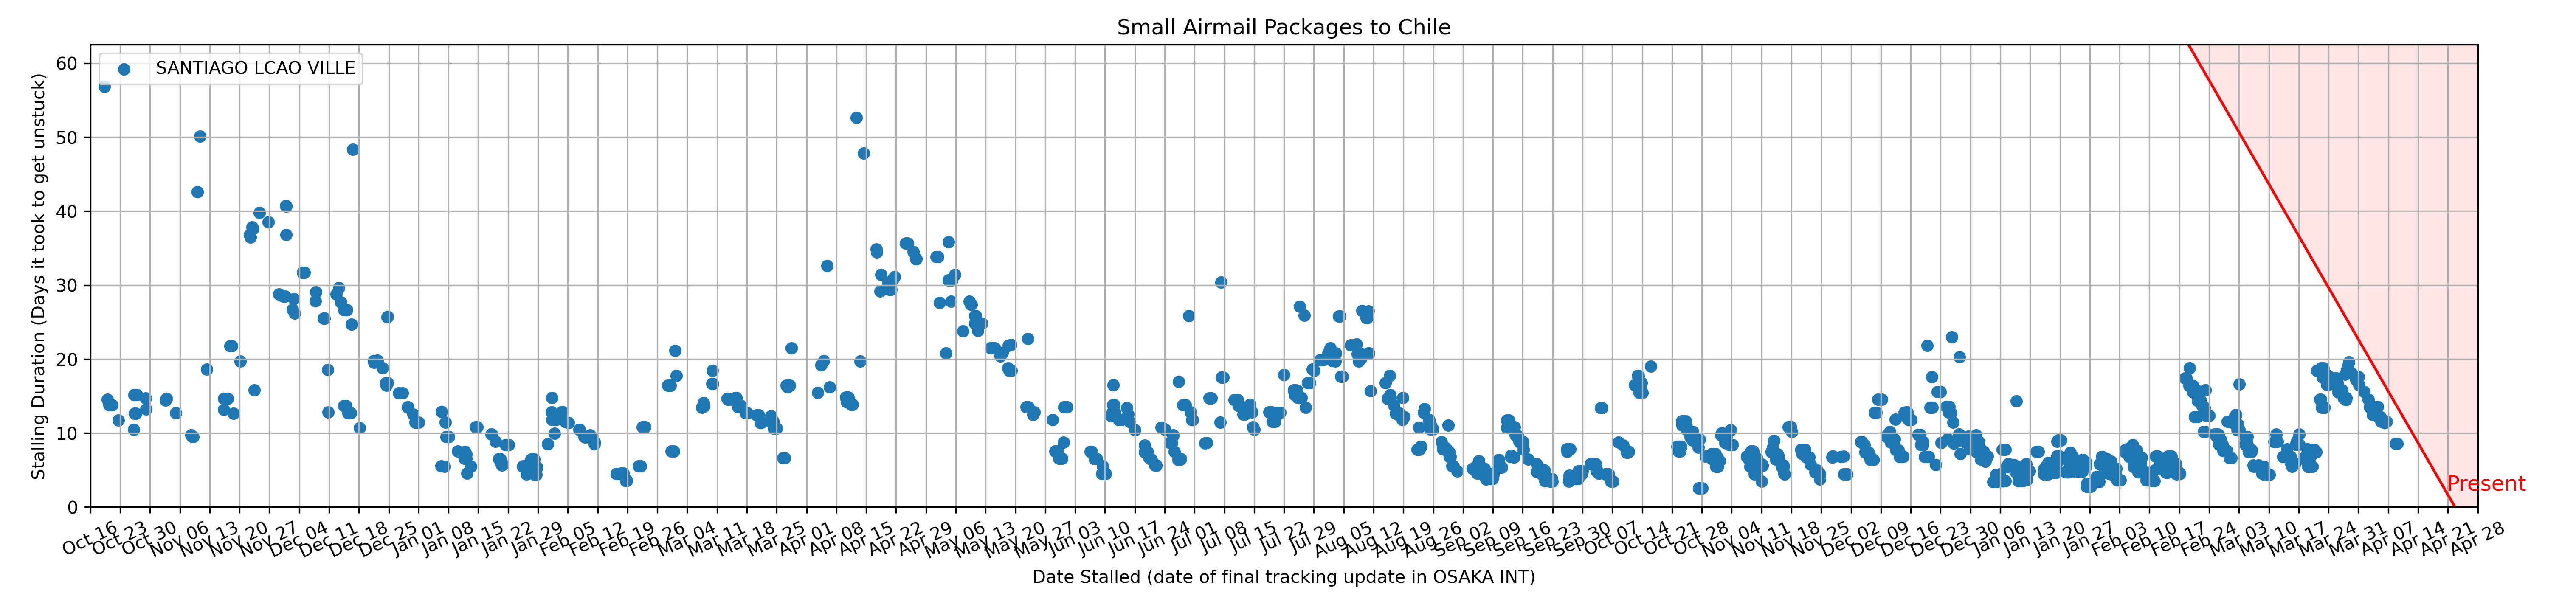 Small Airmail Packages to Chile
SANTIAGO LCAO VILLE
Stalling Duration (Days it took to get unstuck)
60
50
40
30
20
10
0
Present
Oct 16
Oct 23
Oct 30
Nov 06
Nov 13
Nov 20
Nov 27
Dec 04
Dec 11
Dec 18
Dec 25
Jan 01
Jan 08
Jan 15
Jan 22
Jan 29
Feb 05
Feb 12
Feb 19
Feb 26
Mar 04
Mar 11
Mar 18
Mar 25
Apr 01
Apr 08
Apr 15
Apr 22
Apr 29
May 06
May 13
May 20
May 27
Jun 03
Jun 10
Jun 17
Jun 24
Jul 01
Jul 08
Jul 15
Jul 22
Jul 29
Aug 05
Aug 12
Aug 19
Aug 26
Sep 02
Sep 09
Sep 16
Sep 23
Sep 30
Oct 07
Oct 14
Oct 21
Oct 28
Nov 04
Nov 11
Nov 18
Nov 25
Dec 02
Dec 09
Dec 16
Dec 23
Dec 30
Jan 06
Jan 13
Jan 20
Jan 27
Feb 03
Feb 10
Feb 17
Feb 24
Mar 03
Mar 10
Mar 17
Mar 24
Mar 31
Apr 07
Apr 14
Apr 21
Apr 28
Date Stalled (date of final tracking update in OSAKA INT)